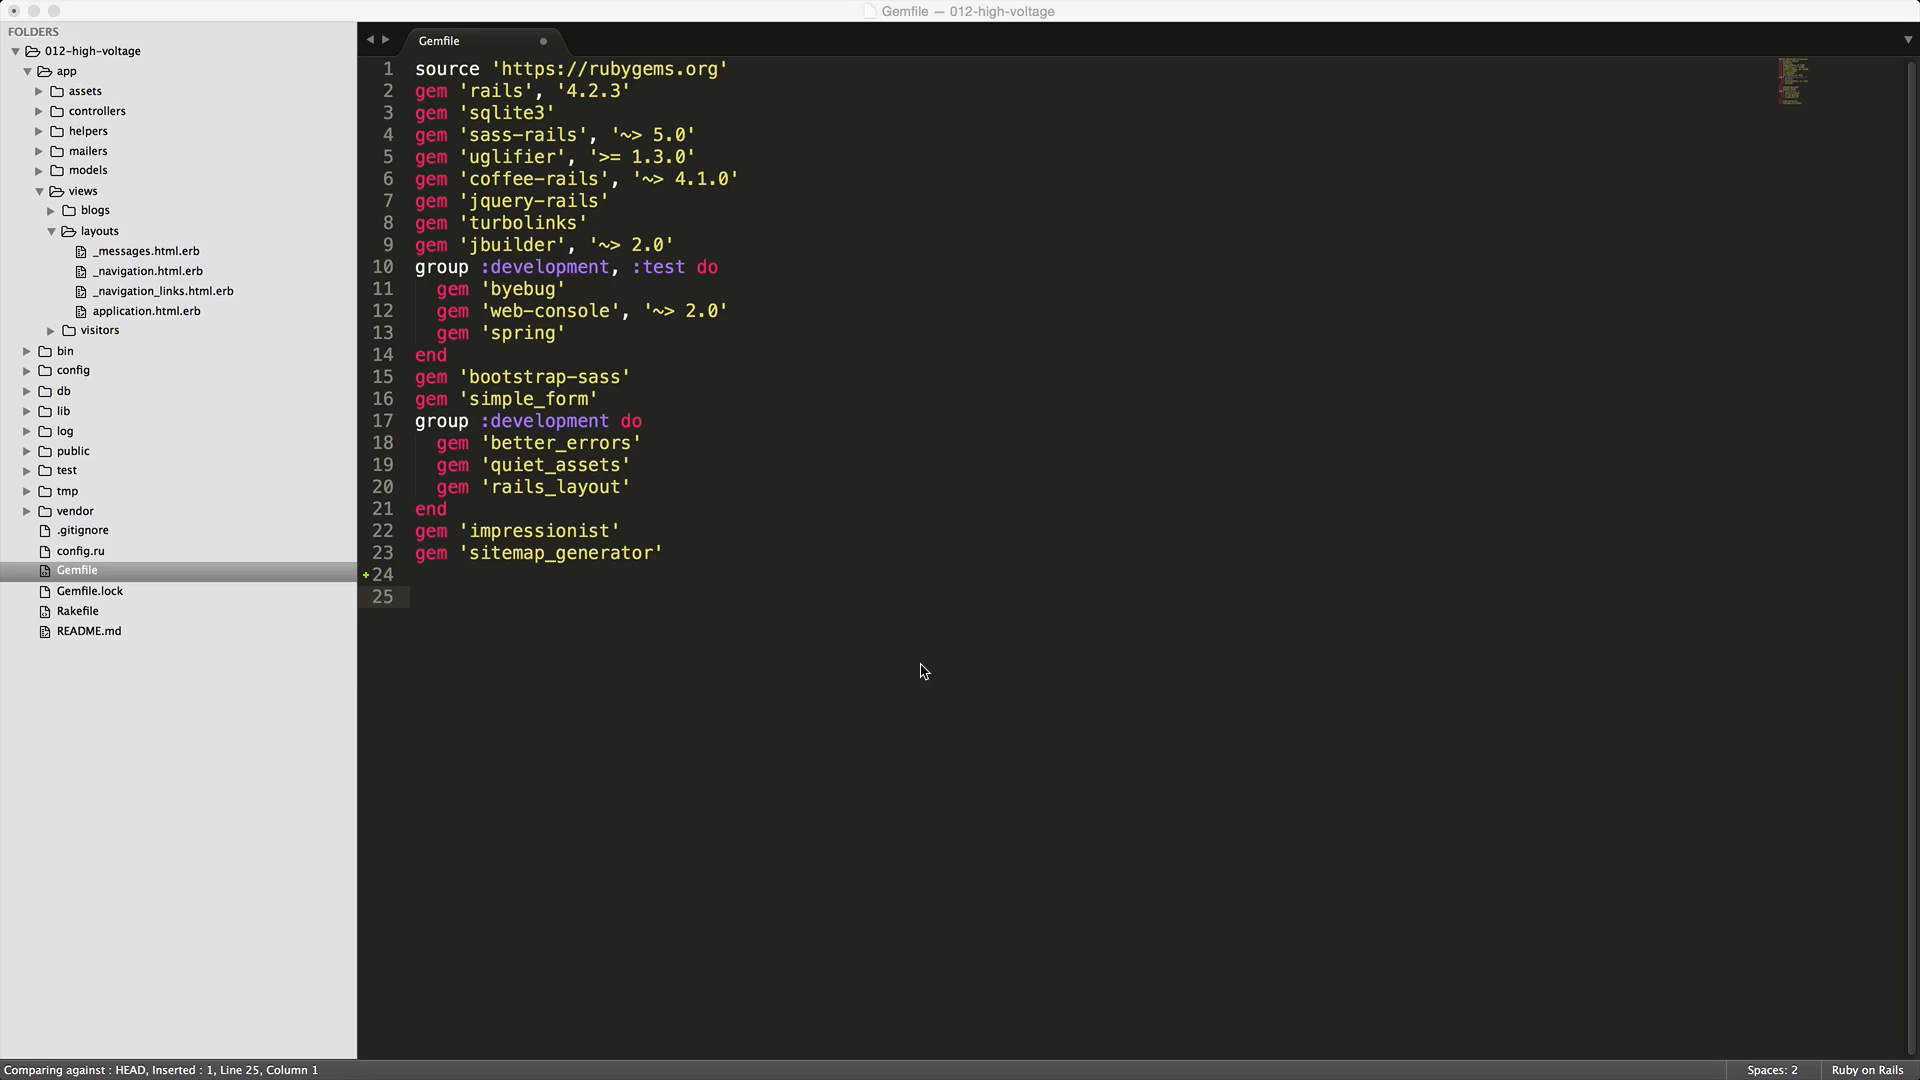 Gemfile — 012-high-voltage
FOLDERS
012-high-voltage
app
assets
controllers
helpers
mailers
models
views
blogs
layouts
_messages.html.erb
_navigation.html.erb
_navigation_links.html.erb
application.html.erb
visitors
bin
config
db
lib
log
public
test
tmp
vendor
.gitignore
config.ru
Gemfile
Gemfile.lock
Rakefile
README.md
Gemfile
1 source 'https://rubygems.org'
2 gem 'rails', '4.2.3'
3 gem 'sqlite3'
4 gem 'sass-rails', '~> 5.0'
5 gem 'uglifier', '>= 1.3.0'
6 gem 'coffee-rails', '~> 4.1.0'
7 gem 'jquery-rails'
8 gem 'turbolinks'
9 gem 'jbuilder', '~> 2.0'
10 group :development, :test do
11   gem 'byebug'
12   gem 'web-console', '~> 2.0'
13   gem 'spring'
14 end
15 gem 'bootstrap-sass'
16 gem 'simple_form'
17 group :development do
18   gem 'better_errors'
19   gem 'quiet_assets'
20   gem 'rails_layout'
21 end
22 gem 'impressionist'
23 gem 'sitemap_generator'
+24
25
Comparing against : HEAD, Inserted : 1, Line 25, Column 1
Spaces: 2
Ruby on Rails